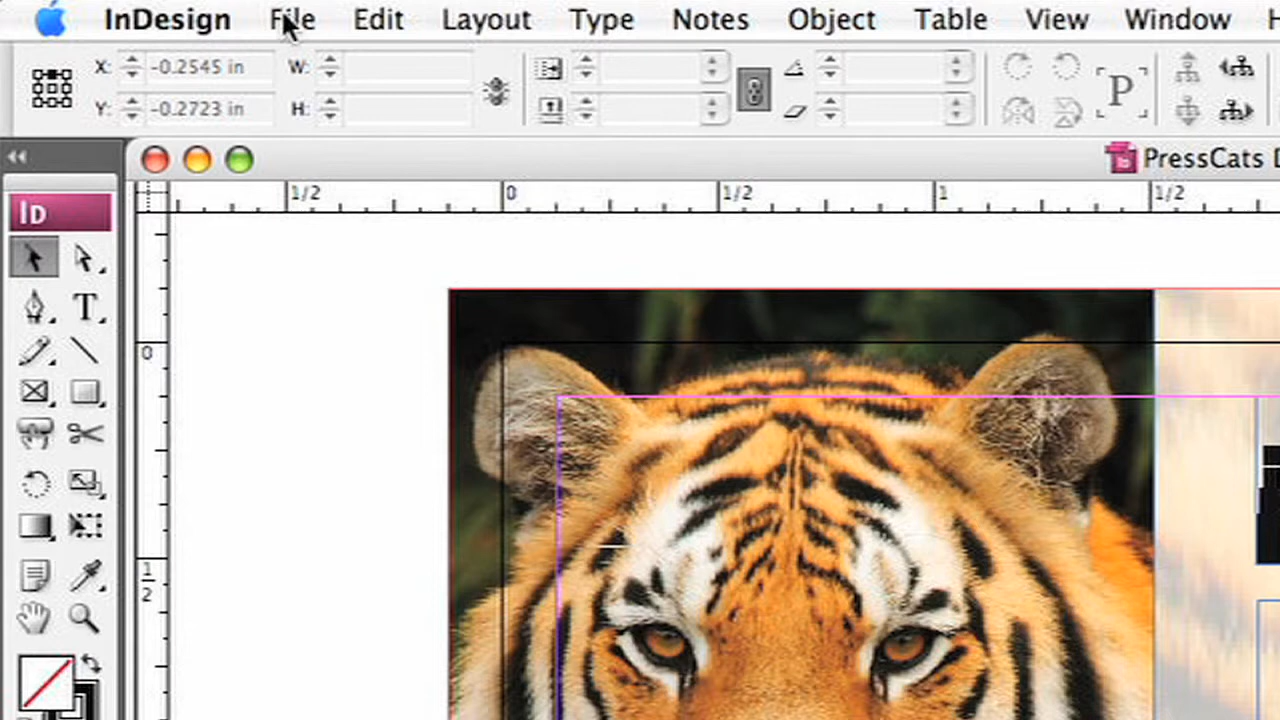 InDesign File Edit Layout Type Notes Object Table View Window H
X: -0.2545 in W:
Y: -0.2723 in H:
P
PressCats D
ID
1/2 0 1/2 1 1/2
T
0
1
2